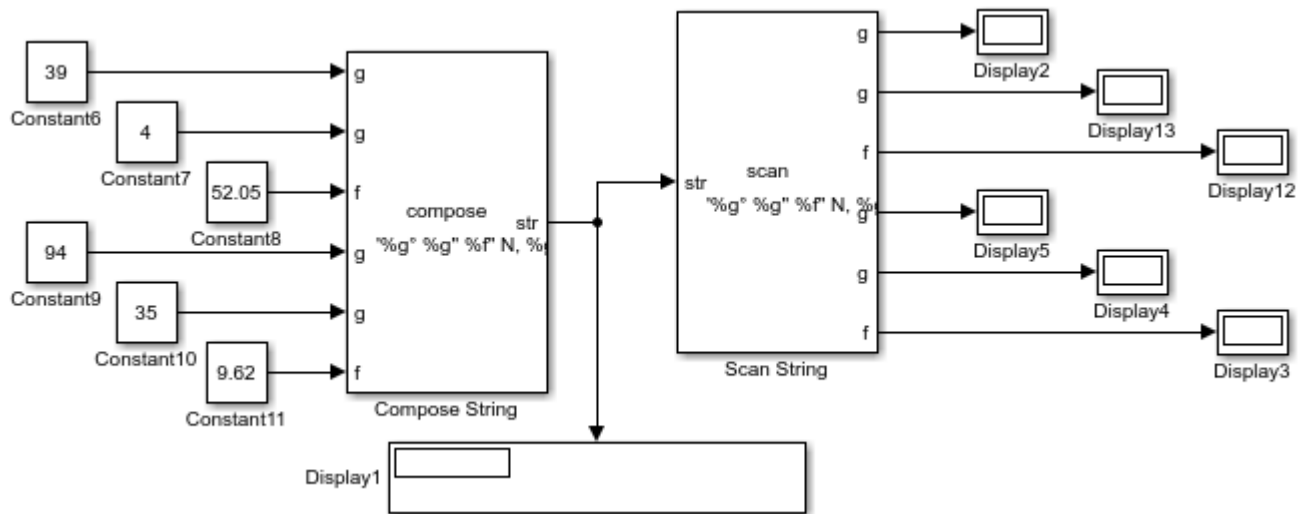 39
Constant6
4
Constant7
52.05
Constant8
94
Constant9
35
Constant10
9.62
Constant11
g
g
f
g
g
f
compose
"%g° %g" %f" N, %g
str
Compose String
Display1
str
scan
"%g° %g" %f" N, %g
g
g
f
g
g
f
Scan String
Display2
Display13
Display12
Display5
Display4
Display3